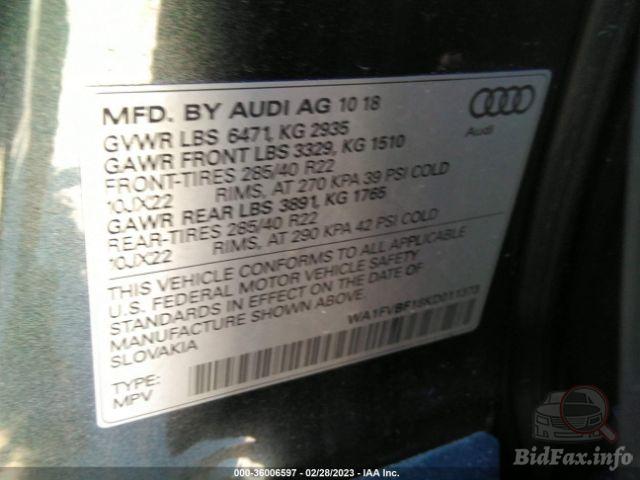 MFD. BY AUDI AG 10 18
GVWR LBS 6471, KG 2935
GAWR FRONT LBS 3329, KG 1510
FRONT-TIRES 285/40 R22
10JX22 RIMS, AT 270 KPA 39 PSI COLD
GAWR REAR LBS 3891, KG 1765
REAR-TIRES 285/40 R22
10JX22 RIMS, AT 290 KPA 42 PSI COLD
THIS VEHICLE CONFORMS TO ALL APPLICABLE
U.S. FEDERAL MOTOR VEHICLE SAFETY
STANDARDS IN EFFECT ON THE DATE OF
MANUFACTURE SHOWN ABOVE.
SLOVAKIA
WA1FVBF16KD011373
TYPE:
MPV
Audi
BidFax.info
000-36006597 - 02/28/2023 - IAA Inc.